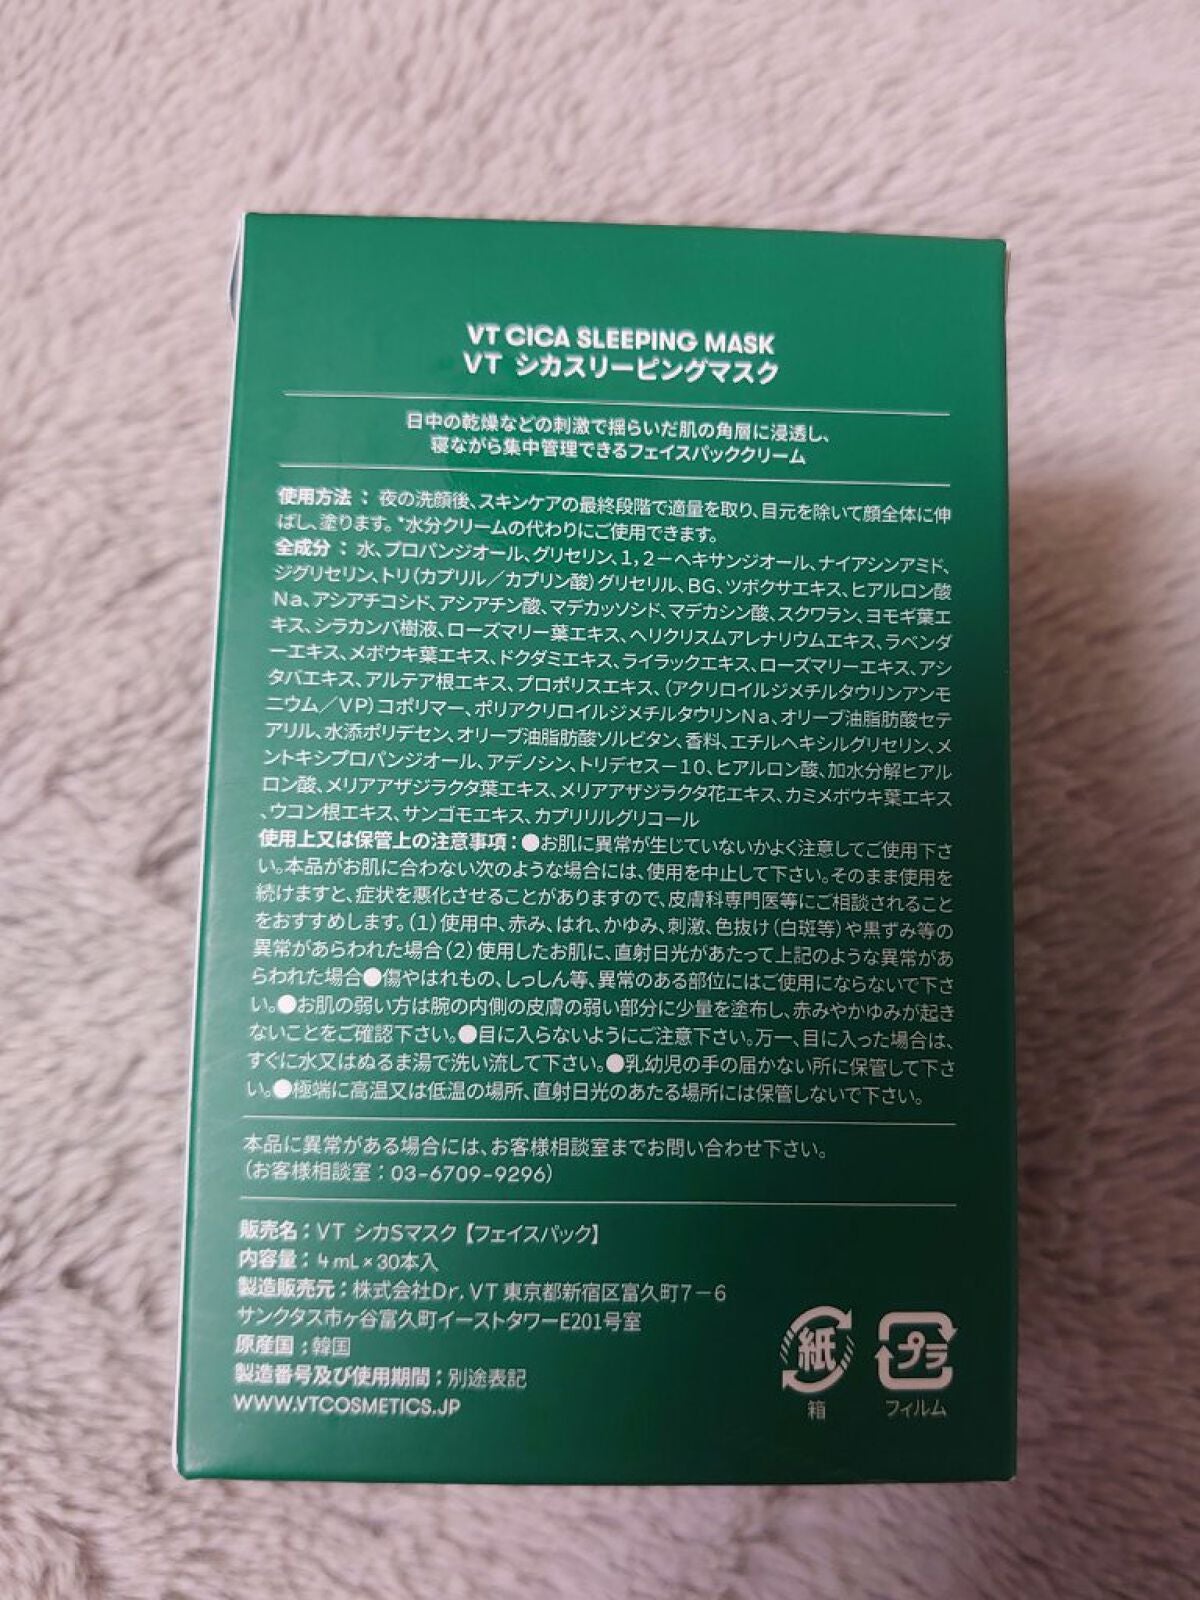 VT CICA SLEEPING MASK
VT シカスリーピングマスク
日中の乾燥などの刺激で揺らいだ肌の角層に浸透し、
寝ながら集中管理できるフェイスパッククリーム
使用方法 : 夜の洗顔後、スキンケアの最終段階で適量を取り、目元を除いて顔全体に伸
ばし、塗ります。*水分クリームの代わりにご使用できます。
全成分 : 水、プロパンジオール、グリセリン、1,2-ヘキサンジオール、ナイアシンアミド、
ジグリセリン、トリ(カプリル/カプリン酸)グリセリル、BG、ツボクサエキス、ヒアルロン酸
Na、アシアチコシド、アシアチン酸、マデカッソシド、マデカシン酸、スクワラン、ヨモギ葉エ
キス、シラカンバ樹液、ローズマリー葉エキス、ヘリクリスムアレナリウムエキス、ラベンダ
ーエキス、メボウキ葉エキス、ドクダミエキス、ライラックエキス、ローズマリーエキス、アシ
タバエキス、アルテア根エキス、プロポリスエキス、(アクリロイルジメチルタウリンアンモ
ニウム/VP)コポリマー、ポリアクリロイルジメチルタウリンNa、オリーブ油脂肪酸セテ
アリル、水添ポリデセン、オリーブ油脂肪酸ソルビタン、香料、エチルヘキシルグリセリン、メ
ントキシプロパンジオール、アデノシン、トリデセス-10、ヒアルロン酸、加水分解ヒアル
ロン酸、メリアアザジラクタ葉エキス、メリアアザジラクタ花エキス、カミメボウキ葉エキス
、ウコン根エキス、サンゴモエキス、カプリリルグリコール
使用上又は保管上の注意事項 : ●お肌に異常が生じていないかよく注意してご使用下さ
い。本品がお肌に合わない次のような場合には、使用を中止して下さい。そのまま使用を
続けますと、症状を悪化させることがありますので、皮膚科専門医等にご相談されること
をおすすめします。(1)使用中、赤み、はれ、かゆみ、刺激、色抜け(白斑等)や黒ずみ等の
異常があらわれた場合(2)使用したお肌に、直射日光があたって上記のような異常があ
らわれた場合●傷やはれもの、しっしん等、異常のある部位にはご使用にならないで下さ
い。●お肌の弱い方は腕の内側の皮膚の弱い部分に少量を塗布し、赤みやかゆみが起き
ないことをご確認下さい。●目に入らないようにご注意下さい。万一、目に入った場合は、
すぐに水又はぬるま湯で洗い流して下さい。●乳幼児の手の届かない所に保管して下さ
い。●極端に高温又は低温の場所、直射日光のあたる場所には保管しないで下さい。
本品に異常がある場合には、お客様相談室までお問い合わせ下さい。
(お客様相談室 : 03-6709-9296)
販売名 : VT シカSマスク【フェイスパック】
内容量 : 4 mL × 30本入
製造販売元 : 株式会社Dr. VT 東京都新宿区富久町7-6
サンクタス市ヶ谷富久町イーストタワーE201号室
原産国 : 韓国
製造番号及び使用期間 : 別途表記
WWW.VTCOSMETICS.JP
紙
箱
プラ
フィルム